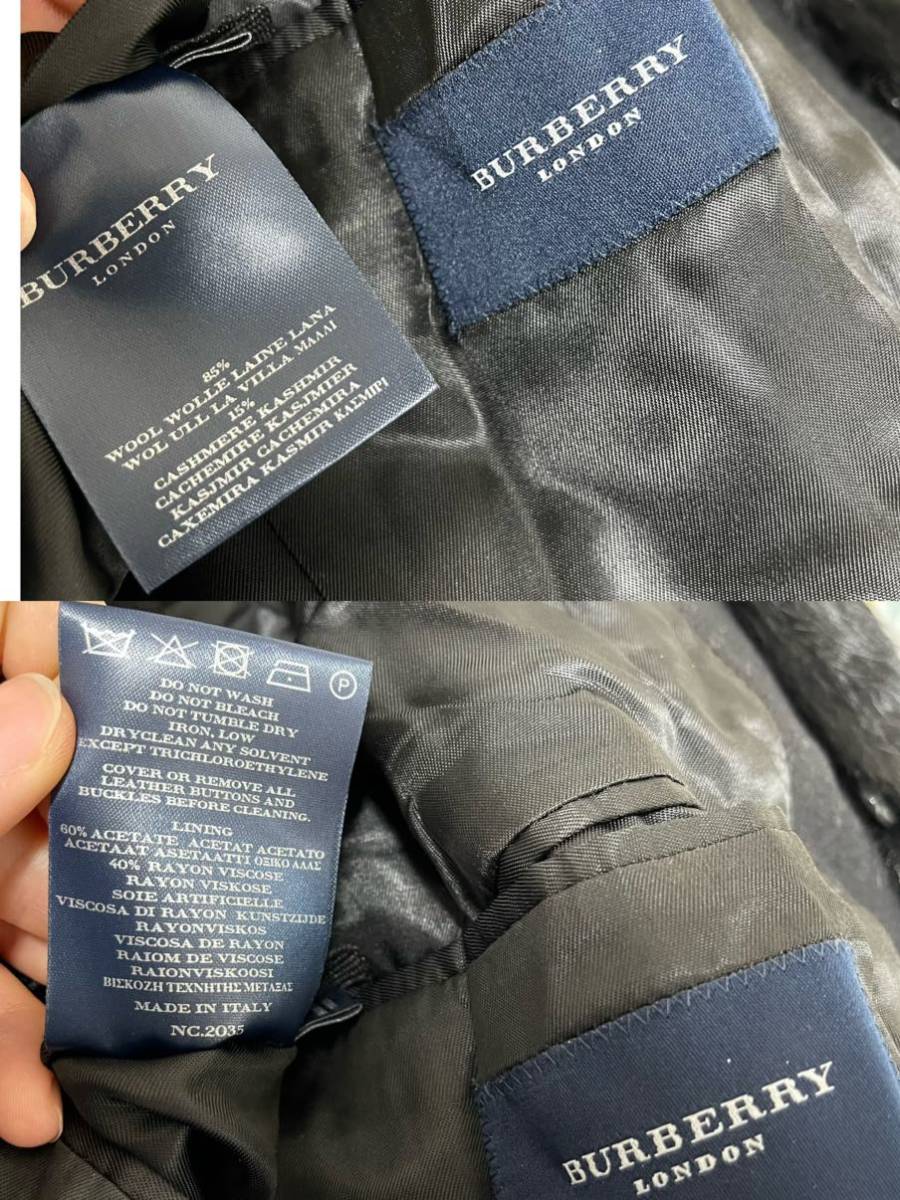 BURBERRY
LONDON
85%
WOOL WOLLE LAINE LANA
WOL ULL LA VILLA ΜΑΛΛΙ
15%
CASHMERE KASHMIR
CACHEMIRE KASJMIER
KASJMIR CACHEMIRA
CAXEMIRA KASMIR ΚΑΣΜΙΡΙ
BURBERRY
LONDON
P
DO NOT WASH
DO NOT BLEACH
DO NOT TUMBLE DRY
IRON, LOW
DRYCLEAN ANY SOLVENT
EXCEPT TRICHLOROETHYLENE
COVER OR REMOVE ALL
LEATHER BUTTONS AND
BUCKLES BEFORE CLEANING.
LINING
60% ACETATE ACETAT ACETATO
ACETAAT ASETAATTI ΟΞΙΚΟ ΑΛΑΣ
40% RAYON VISCOSE
RAYON VISKOSE
SOIE ARTIFICIELLE
VISCOSA DI RAYON KUNSTZIJDE
RAYONVISKOS
VISCOSA DE RAYON
RAIOM DE VISCOSE
RAIONVISKOOSI
ΒΙΣΚΟΖΗ ΤΕΧΝΗΤΗΣ ΜΕΤΑΞΑΣ
MADE IN ITALY
NC.2035
BURBERRY
LONDON